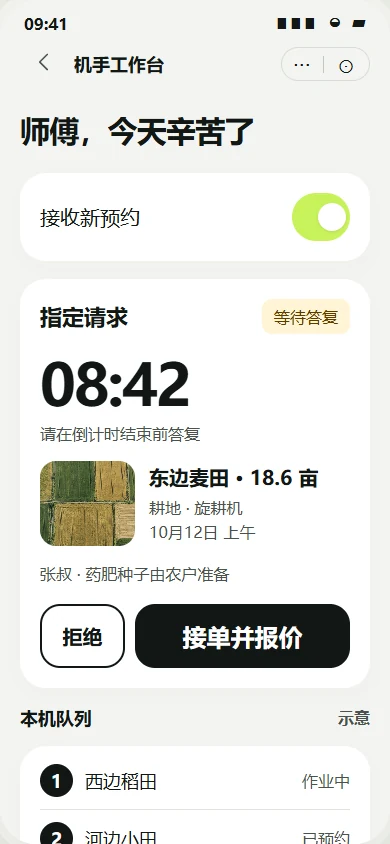 09:41
机手工作台
师傅，今天辛苦了
接收新预约
指定请求
等待答复
08:42
请在倒计时结束前答复
东边麦田 • 18.6 亩
耕地 · 旋耕机
10月12日 上午
张叔 · 药肥种子由农户准备
拒绝
接单并报价
本机队列
示意
1
西边稻田
作业中
2
河边小田
已预约